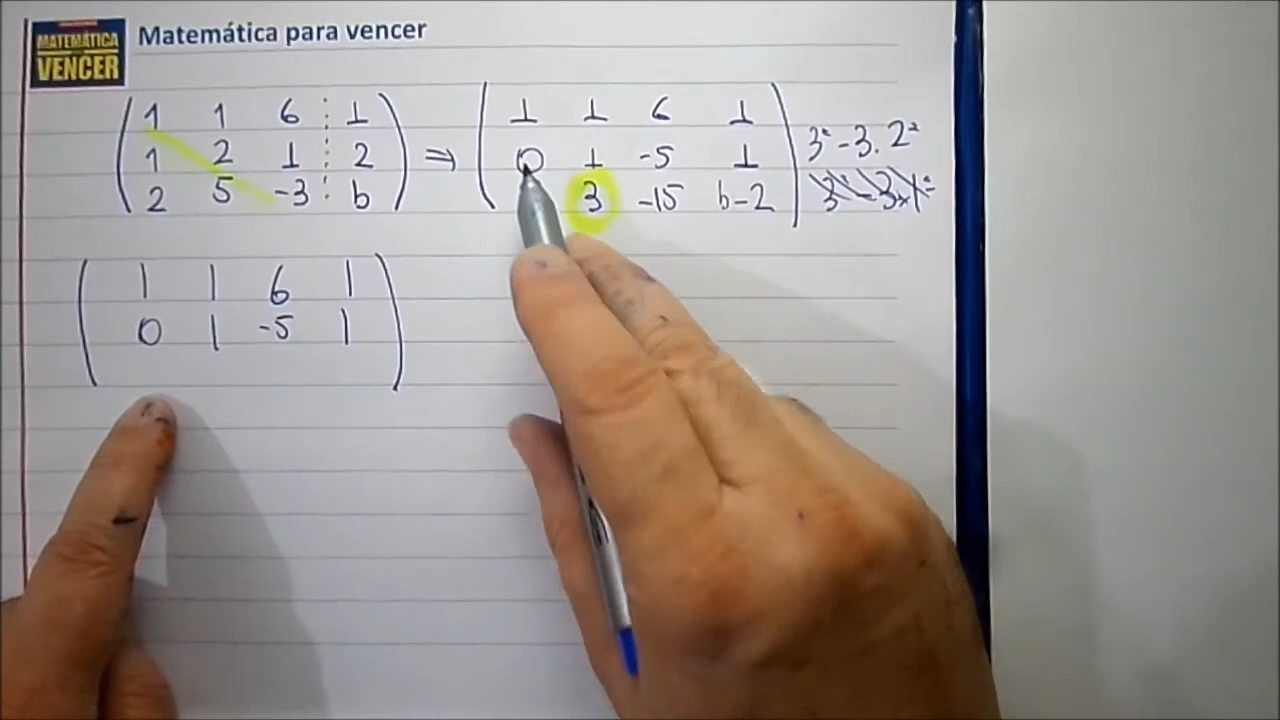 MATEMÁTICA
VENCER
Matemática para vencer
1 1 6 ⋮ 1
1 2 1 ⋮ 2
2 5 -3 ⋮ b
⇒
1 1 6 1
0 1 -5 1
3 -15 b-2
3ª - 3.2ª
1 1 6 1
0 1 -5 1